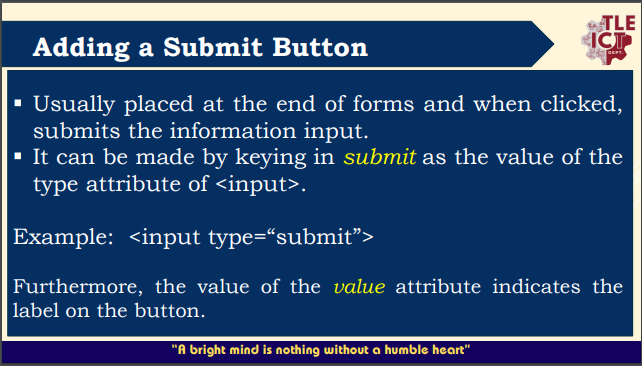 TLE
ICT
DEPT.
Adding a Submit Button
▪ Usually placed at the end of forms and when clicked,
submits the information input.
▪ It can be made by keying in submit as the value of the
type attribute of <input>.
Example: <input type=“submit”>
Furthermore, the value of the value attribute indicates the
label on the button.
“A bright mind is nothing without a humble heart”